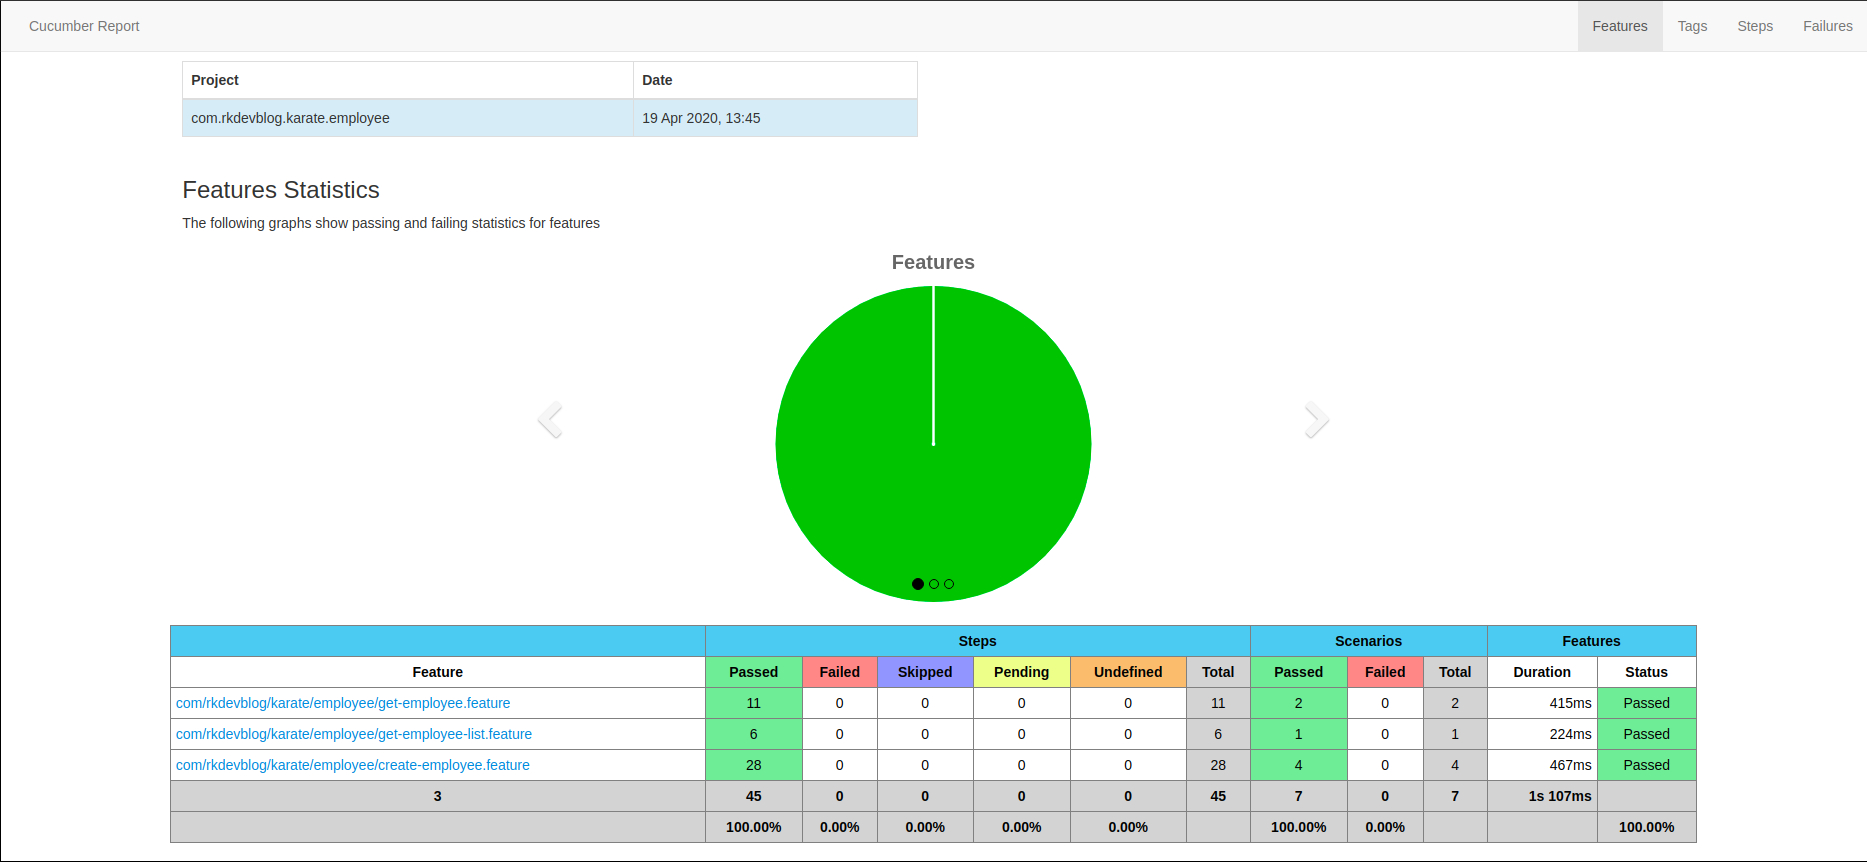 Cucumber Report Features Tags Steps Failures
Project Date
com.rkdevblog.karate.employee 19 Apr 2020, 13:45
Features Statistics
The following graphs show passing and failing statistics for features
Features
Steps Scenarios Features
Feature Passed Failed Skipped Pending Undefined Total Passed Failed Total Duration Status
com/rkdevblog/karate/employee/get-employee.feature 11 0 0 0 0 11 2 0 2 415ms Passed
com/rkdevblog/karate/employee/get-employee-list.feature 6 0 0 0 0 6 1 0 1 224ms Passed
com/rkdevblog/karate/employee/create-employee.feature 28 0 0 0 0 28 4 0 4 467ms Passed
3 45 0 0 0 0 45 7 0 7 1s 107ms
100.00% 0.00% 0.00% 0.00% 0.00% 100.00% 0.00% 100.00%